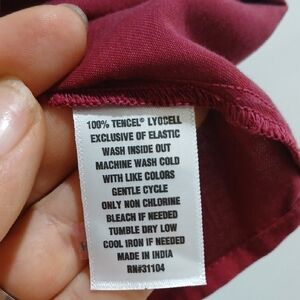 100% TENCEL® LYOCELL
EXCLUSIVE OF ELASTIC
WASH INSIDE OUT
MACHINE WASH COLD
WITH LIKE COLORS
GENTLE CYCLE
ONLY NON CHLORINE
BLEACH IF NEEDED
TUMBLE DRY LOW
COOL IRON IF NEEDED
MADE IN INDIA
RN#31104